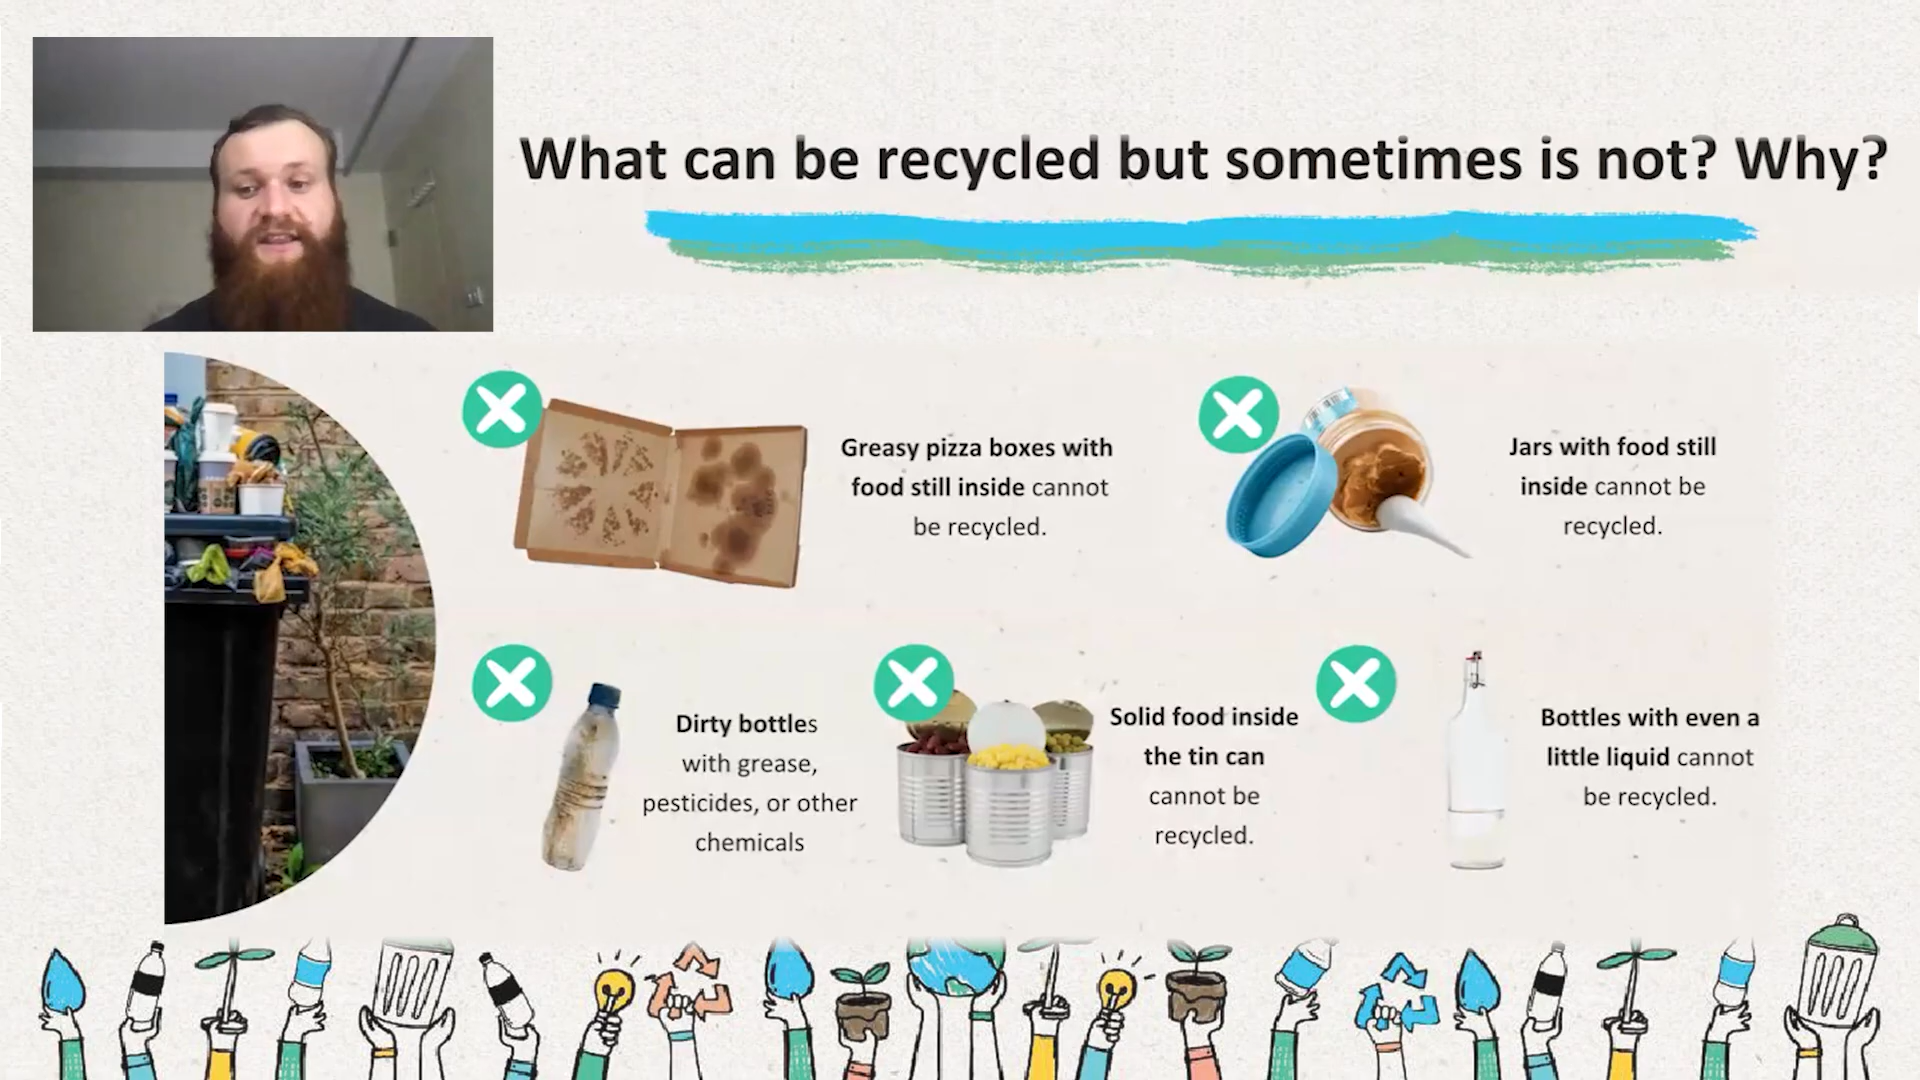 What can be recycled but sometimes is not? Why?
Greasy pizza boxes with
food still inside cannot
be recycled.
Jars with food still
inside cannot be
recycled.
Dirty bottles
with grease,
pesticides, or other
chemicals
Solid food inside
the tin can
cannot be
recycled.
Bottles with even a
little liquid cannot
be recycled.